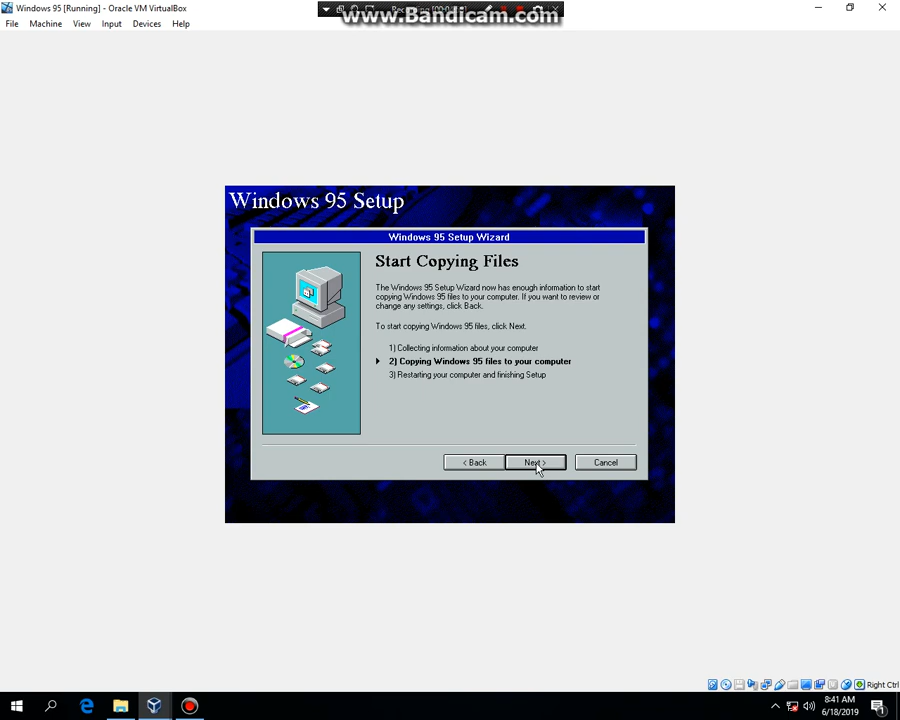 Windows 95 [Running] - Oracle VM VirtualBox
www.Bandicam.com
File Machine View Input Devices Help
Windows 95 Setup
Windows 95 Setup Wizard
Start Copying Files
The Windows 95 Setup Wizard now has enough information to start
copying Windows 95 files to your computer. If you want to review or
change any settings, click Back.
To start copying Windows 95 files, click Next.
1) Collecting information about your computer
2) Copying Windows 95 files to your computer
3) Restarting your computer and finishing Setup
< Back Next > Cancel
Right Ctrl
8:41 AM
6/18/2019